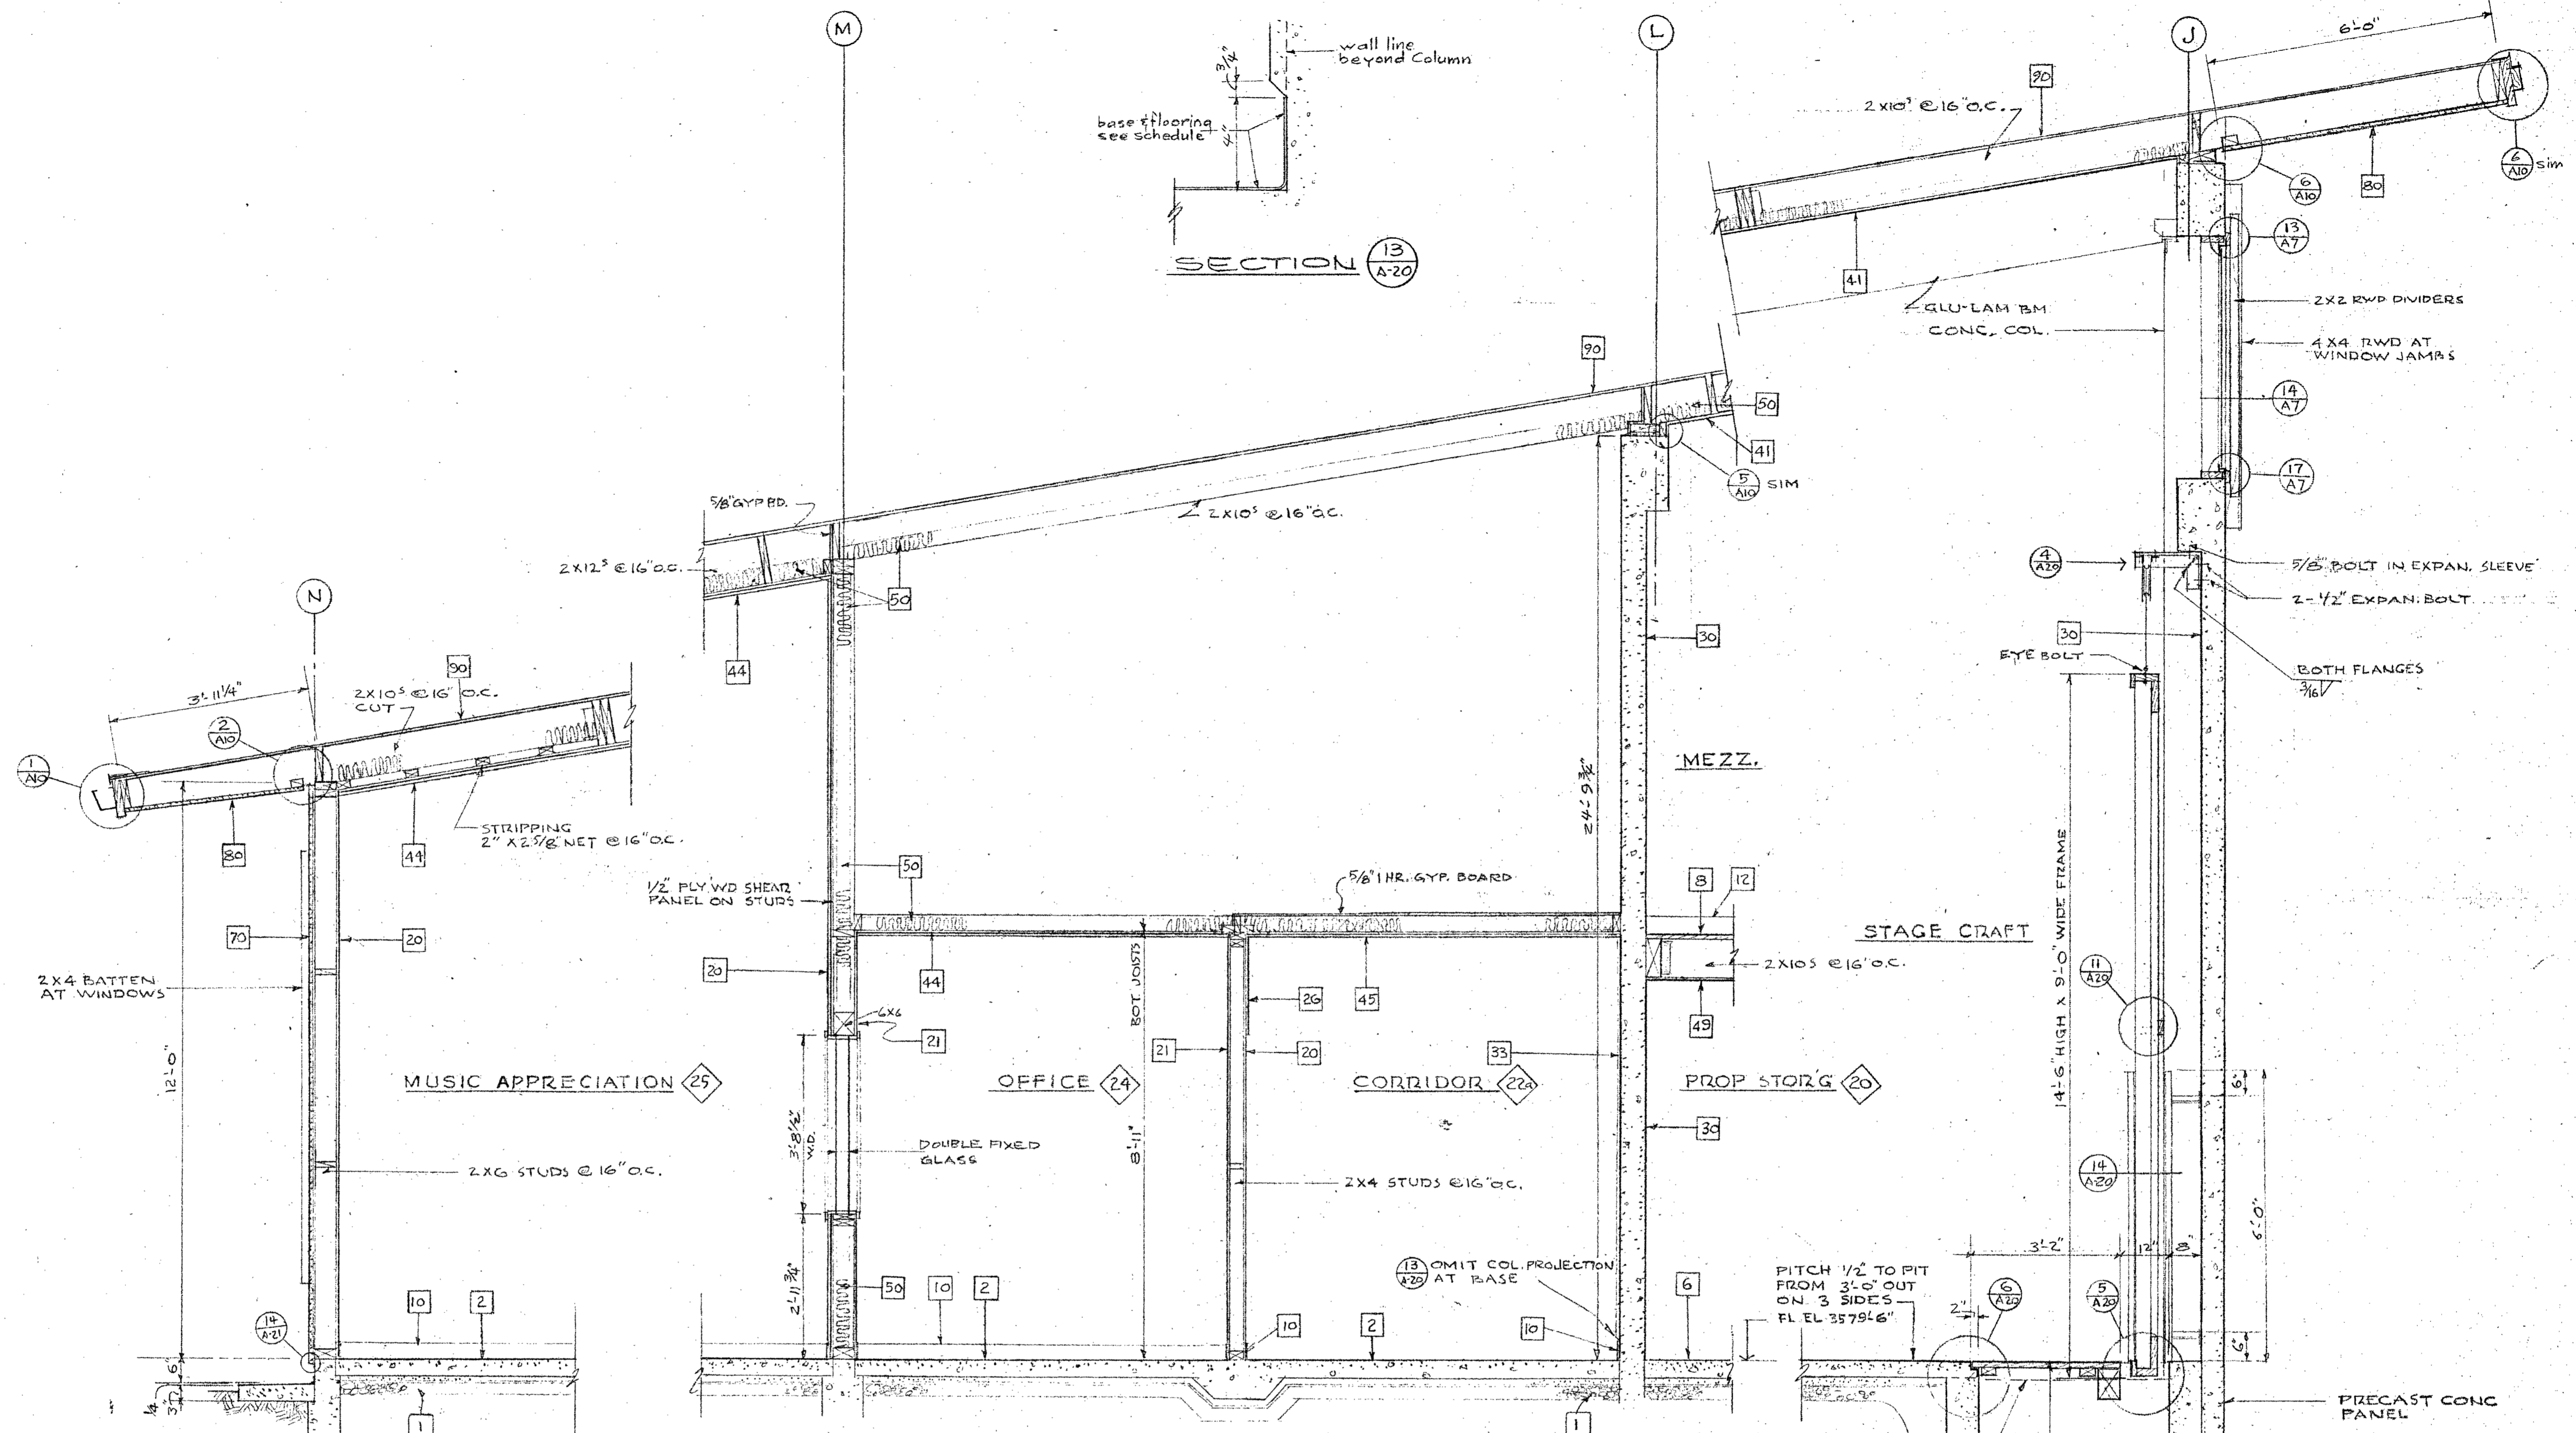 M
L
J
6'-0"
wall line
beyond Column
3/4"
4"
base & flooring
see schedule
SECTION 13
A-20
90
2X10s @ 16" O.C.
6
A10
sim
6
A10
80
13
A7
41
GLU-LAM BM
CONC. COL.
2X2 RWD DIVIDERS
4X4 RWD AT
WINDOW JAMBS
14
A7
17
A7
90
50
41
5
A10
SIM
5/8" GYP BD.
2X10s @ 16" O.C.
2X12s @ 16" O.C.
50
44
4
A20
5/8" BOLT IN EXPAN. SLEEVE
2-1/2" EXPAN. BOLT
30
30
EYE BOLT
BOTH FLANGES
3/16
N
3'-11 1/4"
90
2X10s @ 16" O.C.
CUT
2
A10
1
A10
80
44
STRIPPING
2" X 2 5/8" NET @ 16" O.C.
24'-9 3/4"
MEZZ.
14'-6" HIGH X 9'-0" WIDE FRAME
50
1/2" PLY'WD SHEAR
PANEL ON STUDS
5/8" 1 HR. GYP. BOARD
8
12
70
20
20
44
BOT JOISTS
26
45
STAGE CRAFT
2X10s @ 16" O.C.
49
11
A20
2X4 BATTEN
AT WINDOWS
6X6
21
21
20
33
12'-0"
MUSIC APPRECIATION 25
OFFICE 24
CORRIDOR 22a
PROP STOR'G 20
6"
3'-8 1/2"
W.D.
DOUBLE FIXED
GLASS
8'-11"
30
2X6 STUDS @ 16" O.C.
2X4 STUDS @ 16" O.C.
14
A-20
6'-0"
2'-11 3/4"
3'-2"
12"
8"
13
A-20
OMIT COL. PROJECTION
AT BASE
PITCH 1/2" TO PIT
FROM 3'-0" OUT
ON 3 SIDES
FL EL 3579'-6"
2"
6
A20
5
A20
10
2
50
10
2
10
2
10
6
14
A-21
6"
6"
1/4
3"
1
1
PRECAST CONC
PANEL